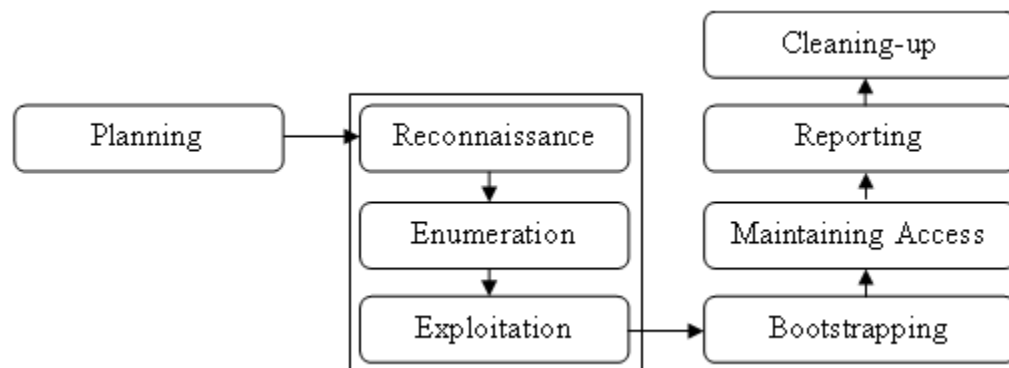 Planning
Reconnaissance
Enumeration
Exploitation
Bootstrapping
Maintaining Access
Reporting
Cleaning-up